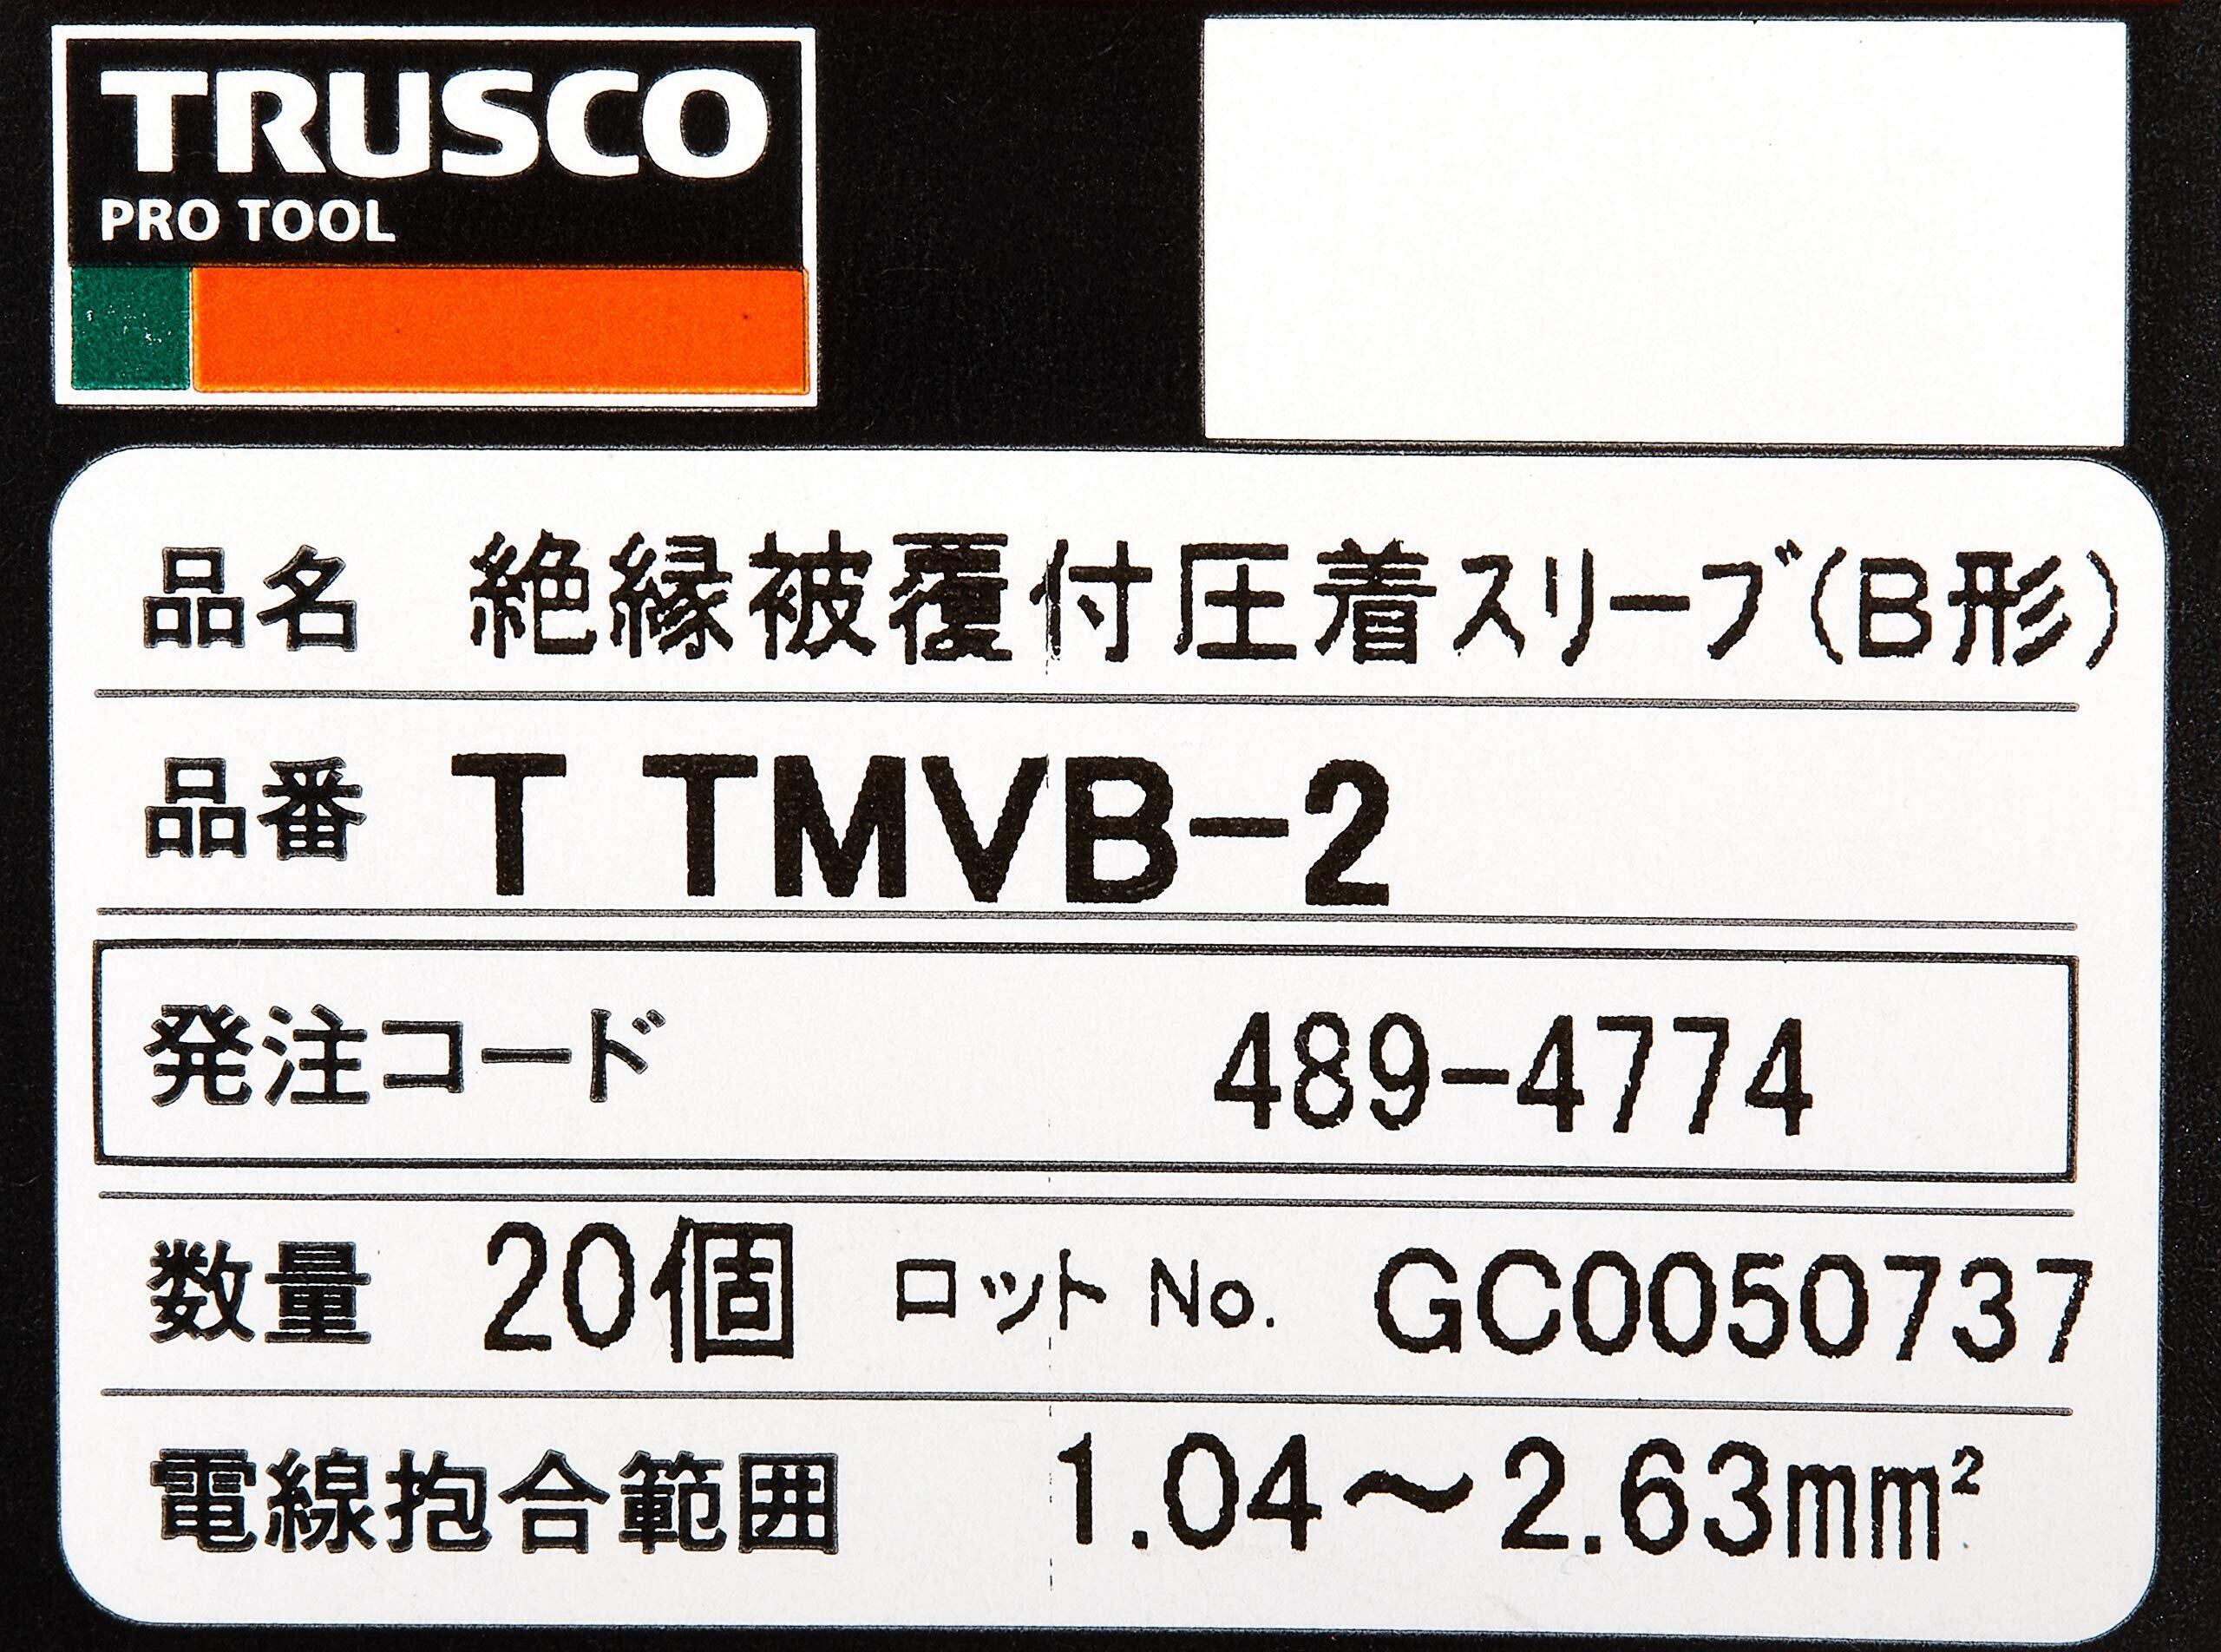 TRUSCO
PRO TOOL
品名 絶縁被覆付圧着スリーブ(B形)
品番 T TMVB-2
発注コード 489-4774
数量 20個 ロット No. GC0050737
電線抱合範囲 1.04～2.63mm²